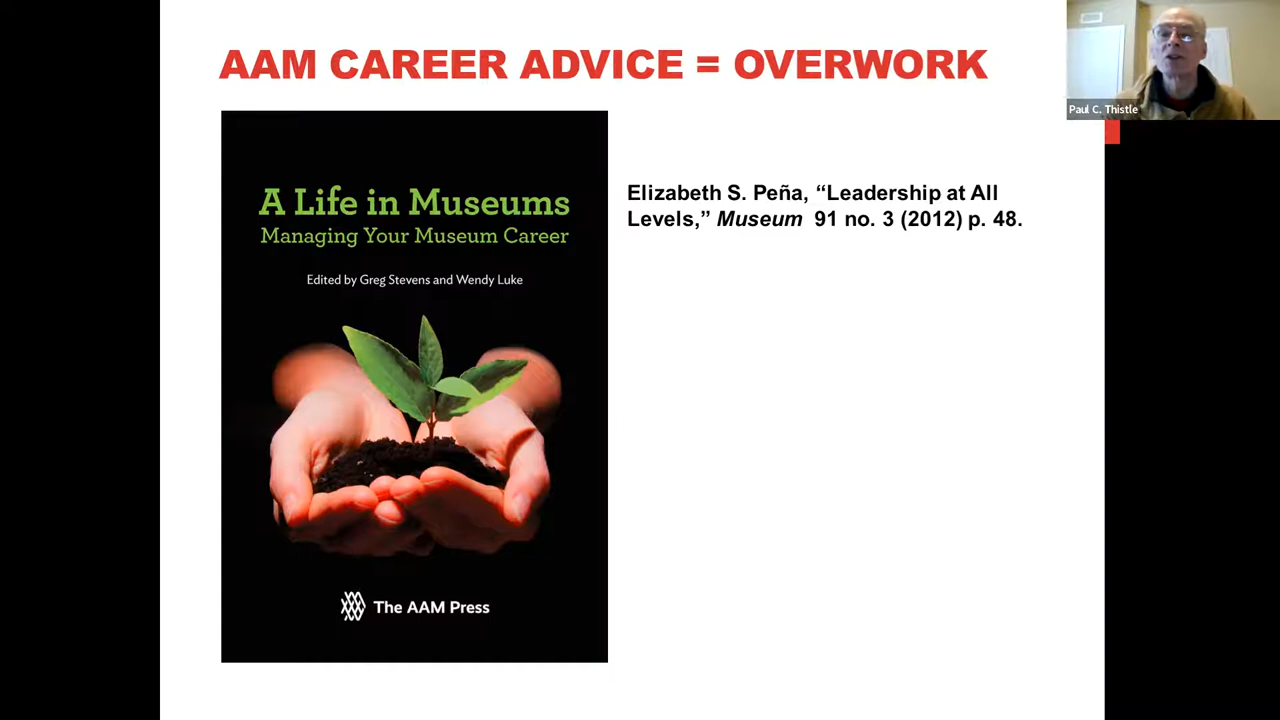 AAM CAREER ADVICE = OVERWORK
A Life in Museums
Managing Your Museum Career
Edited by Greg Stevens and Wendy Luke
The AAM Press
Elizabeth S. Peña, “Leadership at All
Levels,” Museum 91 no. 3 (2012) p. 48.
Paul C. Thistle